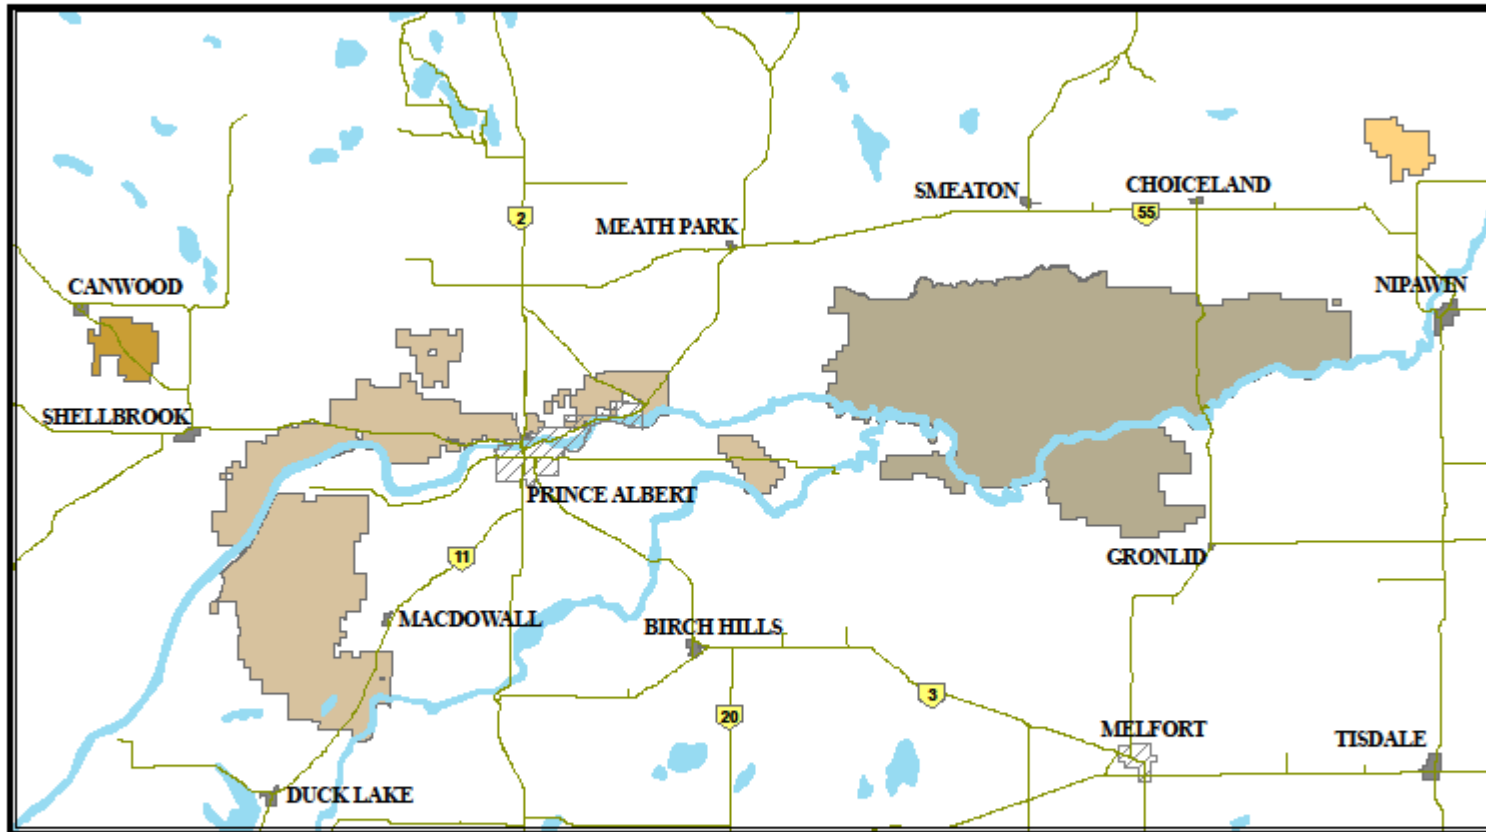 SMEATON
CHOICELAND
2
55
MEATH PARK
CANWOOD
NIPAWIN
SHELLBROOK
PRINCE ALBERT
11
GRONLID
MACDOWALL
BIRCH HILLS
3
20
MELFORT
TISDALE
DUCK LAKE